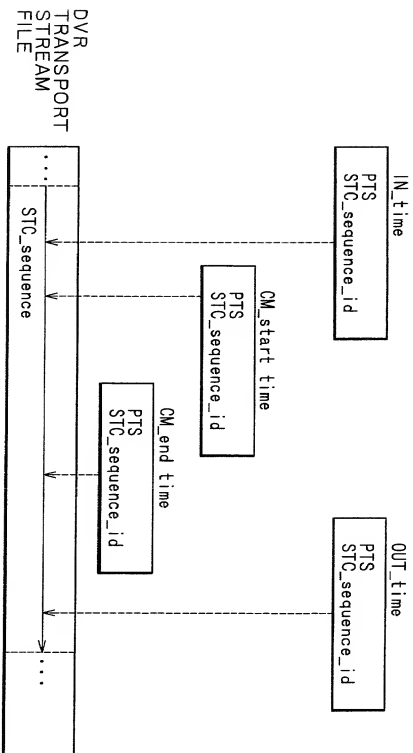 IN_time
PTS
STC_sequence_id
OUT_time
PTS
STC_sequence_id
CM_start time
PTS
STC_sequence_id
CM_end time
PTS
STC_sequence_id
DVR
TRANSPORT
STREAM
FILE
...
STC_sequence
...